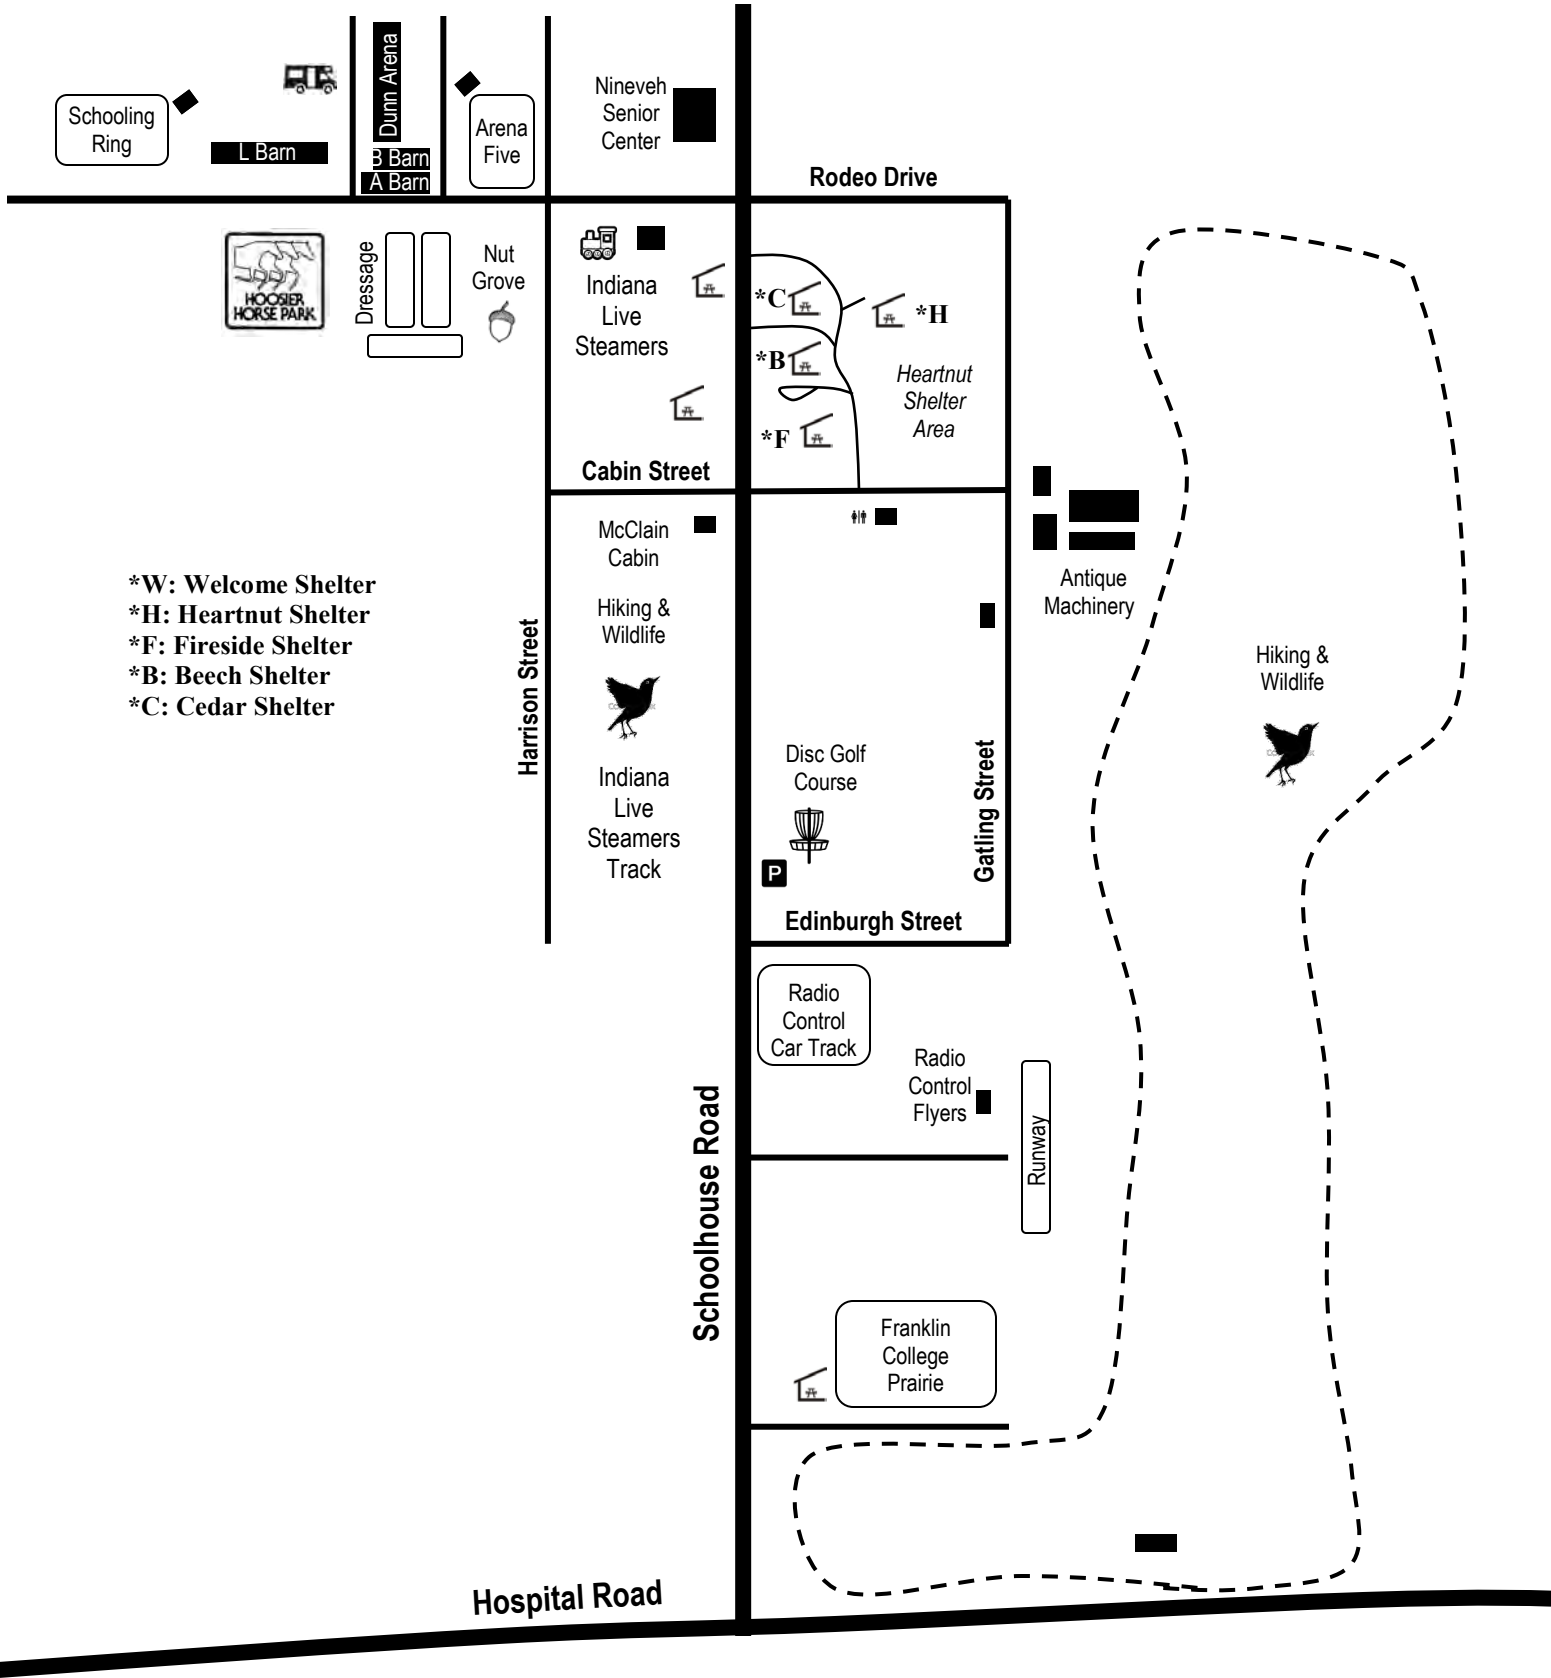 Schooling
Ring
L Barn
Dunn Arena
B Barn
A Barn
Arena
Five
Nineveh
Senior
Center
Rodeo Drive
HOOSIER
HORSE PARK
Dressage
Nut
Grove
Indiana
Live
Steamers
*C
*H
*B
*F
Heartnut
Shelter
Area
Cabin Street
McClain
Cabin
Hiking &
Wildlife
Antique
Machinery
*W: Welcome Shelter
*H: Heartnut Shelter
*F: Fireside Shelter
*B: Beech Shelter
*C: Cedar Shelter
Harrison Street
Indiana
Live
Steamers
Track
Disc Golf
Course
P
Gatling Street
Hiking &
Wildlife
Edinburgh Street
Radio
Control
Car Track
Radio
Control
Flyers
Runway
Schoolhouse Road
Franklin
College
Prairie
Hospital Road